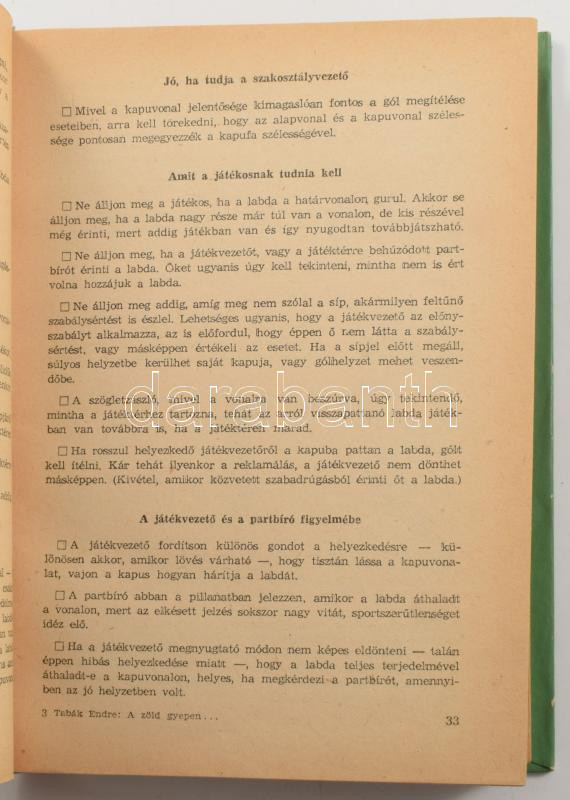 Jó, ha tudja a szakosztályvezető
□ Mivel a kapuvonal jelentősége kimagaslóan fontos a gól megítélése
eseteiben, arra kell törekedni, hogy az alapvonal és a kapuvonal széles-
sége pontosan megegyezzék a kapufa szélességével.
Amit a játékosnak tudnia kell
□ Ne álljon meg a játékos, ha a labda a határvonalon gurul. Akkor se
álljon meg, ha a labda nagy része már túl van a vonalon, de kis részével
még érinti, mert addig játékban van és így nyugodtan továbbjátszható.
□ Ne álljon meg, ha a játékvezetőt, vagy a játéktérre behúzódott part-
bírót érinti a labda. Őket ugyanis úgy kell tekinteni, mintha nem is ért
volna hozzájuk a labda.
□ Ne álljon meg addig, amíg meg nem szólal a síp, akármilyen feltűnő
szabálysértést is észlel. Lehetséges ugyanis, hogy a játékvezető az előny-
szabályt alkalmazza, az is előfordul, hogy éppen ő nem látta a szabály-
sértést, vagy másképpen értékeli az esetet. Ha a sípjel előtt megáll,
súlyos helyzetbe kerülhet saját kapuja, vagy gólhelyzet mehet veszen-
dőbe.
□ A szögletzászló, mivel a vonalra van beszúrva, úgy tekintendő,
mintha a játéktérhez tartozna, tehát az arról visszapattanó labda játék-
ban van továbbra is, ha a játéktéren marad.
□ Ha rosszul helyezkedő játékvezetőről a kapuba pattan a labda, gólt
kell ítélni. Kár tehát ilyenkor a reklamálás, a játékvezető nem dönthet
másképpen. (Kivétel, amikor közvetett szabadrúgásból érinti őt a labda.)
A játékvezető és a partbíró figyelmébe
□ A játékvezető fordítson különös gondot a helyezkedésre — kü-
lönösen akkor, amikor lövés várható —, hogy tisztán lássa a kapuvona-
lat, vajon a kapus hogyan hárítja a labdát.
□ A partbíró abban a pillanatban jelezzen, amikor a labda áthaladt
a vonalon, mert az elkésett jelzés sokszor nagy vitát, sportszerűtlenséget
idéz elő.
□ Ha a játékvezető megnyugtató módon nem képes eldönteni — talán
éppen hibás helyezkedése miatt —, hogy a labda teljes terjedelmével
áthaladt-e a kapuvonalon, helyes, ha megkérdezi a partbírét, amennyi-
ben az jó helyzetben volt.
3 Tabák Endre: A zöld gyepen...
33
darabanth